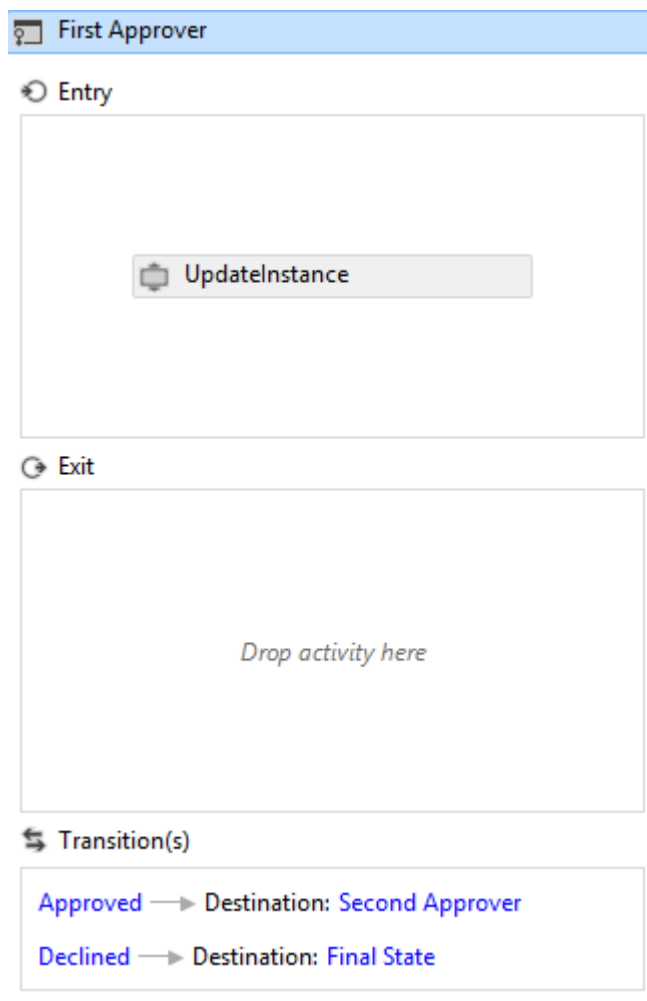 First Approver
Entry
UpdateInstance
Exit
Drop activity here
Transition(s)
Approved Destination: Second Approver
Declined Destination: Final State